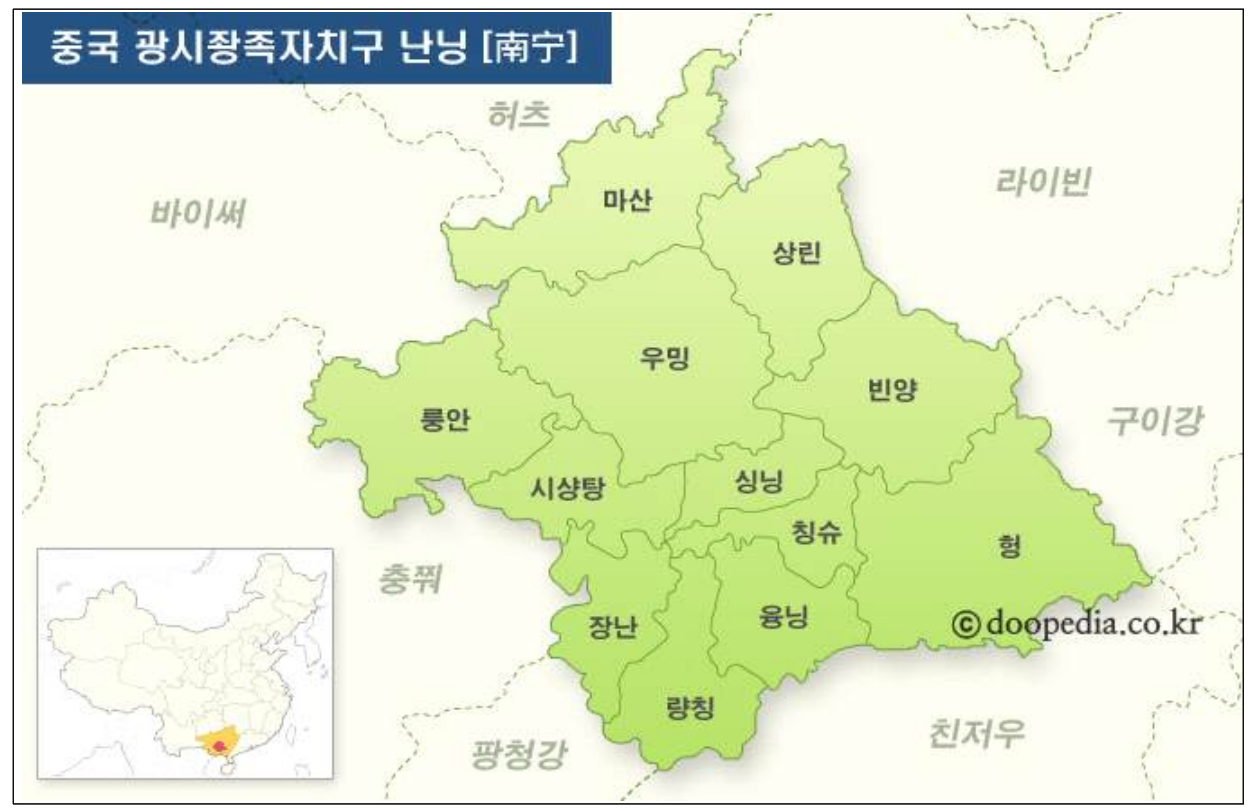 중국 광시좡족자치구 난닝 [南宁]
허츠
라이빈
바이써
마산
상린
우밍
빈양
룽안
구이강
시샹탕
싱닝
칭슈
헝
충쭤
장난
융닝
ⓒ doopedia.co.kr
량칭
친저우
팡청강